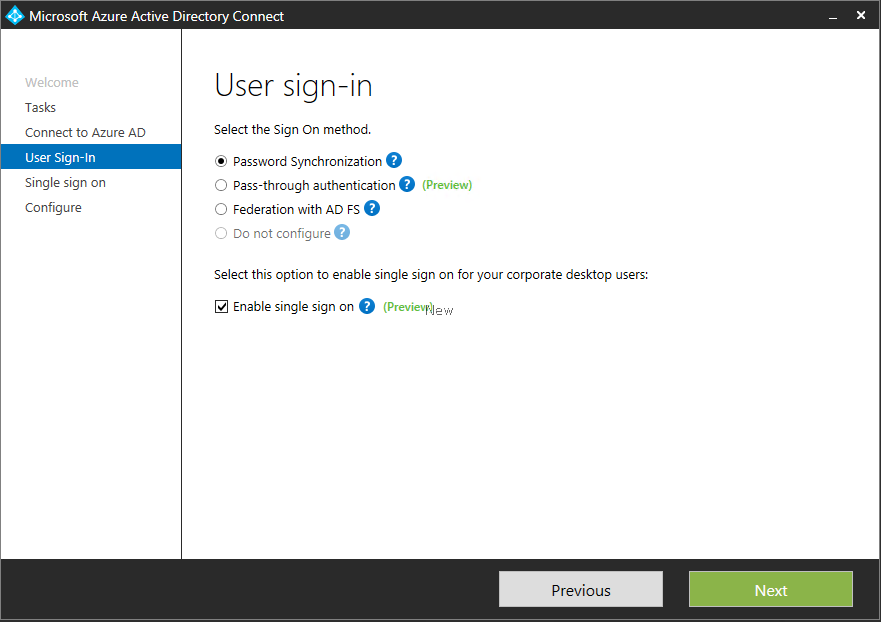 Microsoft Azure Active Directory Connect
Welcome
Tasks
Connect to Azure AD
User Sign-In
Single sign on
Configure
User sign-in
Select the Sign On method.
Password Synchronization ?
Pass-through authentication ? (Preview)
Federation with AD FS ?
Do not configure ?
Select this option to enable single sign on for your corporate desktop users:
Enable single sign on ? (Preview)
New
Previous
Next